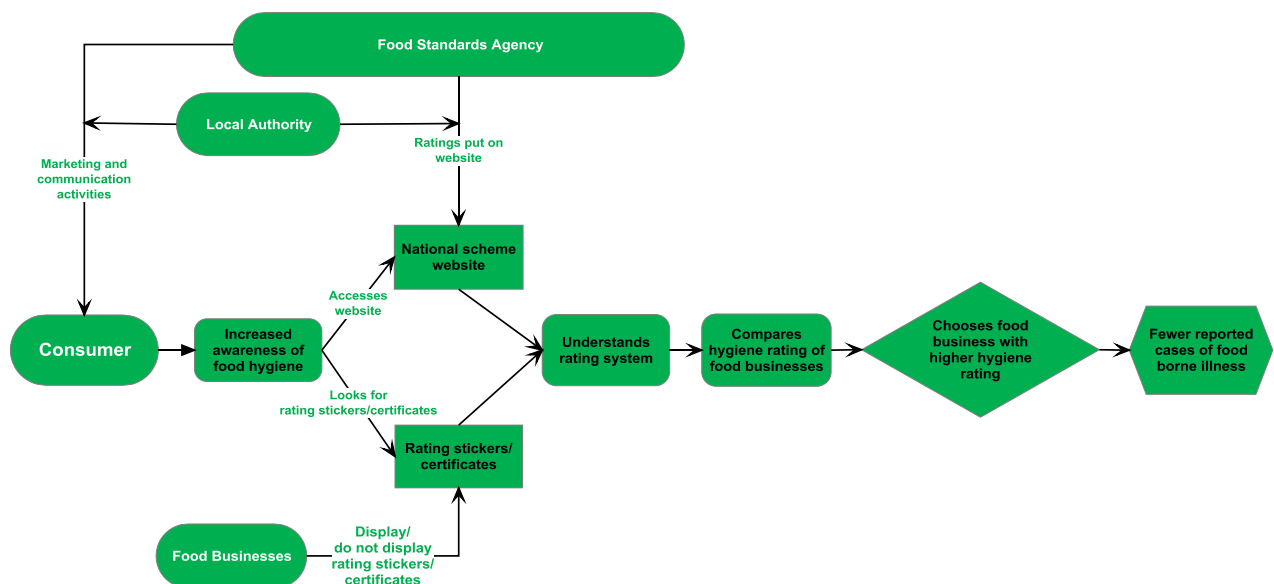 Food Standards Agency
Local Authority
Ratings put on
website
Marketing and
communication
activities
National scheme
website
Accesses
website
Consumer
Increased
awareness of
food hygiene
Understands
rating system
Compares
hygiene rating of
food businesses
Chooses food
business with
higher hygiene
rating
Fewer reported
cases of food
borne illness
Looks for
rating stickers/certificates
Rating stickers/
certificates
Food Businesses
Display/
do not display
rating stickers/
certificates